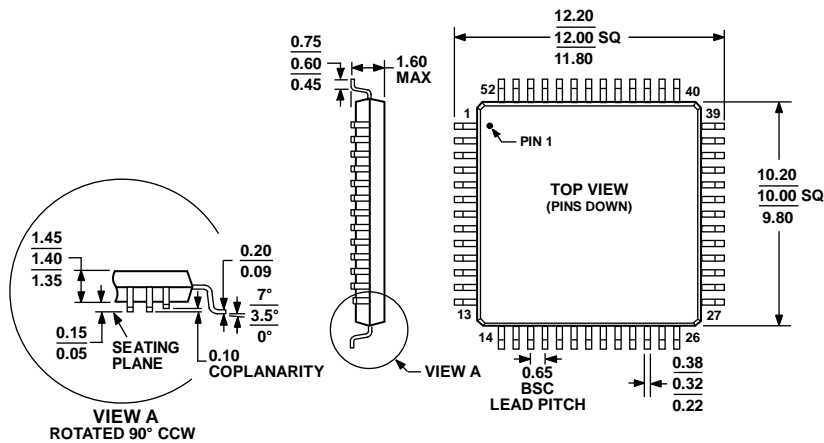 12.20
12.00 SQ
11.80
0.75
0.60
0.45
1.60
MAX
52
40
1
39
PIN 1
10.20
10.00 SQ
9.80
TOP VIEW
(PINS DOWN)
1.45
1.40
1.35
0.20
0.09
7°
3.5°
0°
0.15
0.05
SEATING
PLANE
0.10
COPLANARITY
VIEW A
13
27
14
26
0.65
BSC
LEAD PITCH
0.38
0.32
0.22
VIEW A
ROTATED 90° CCW